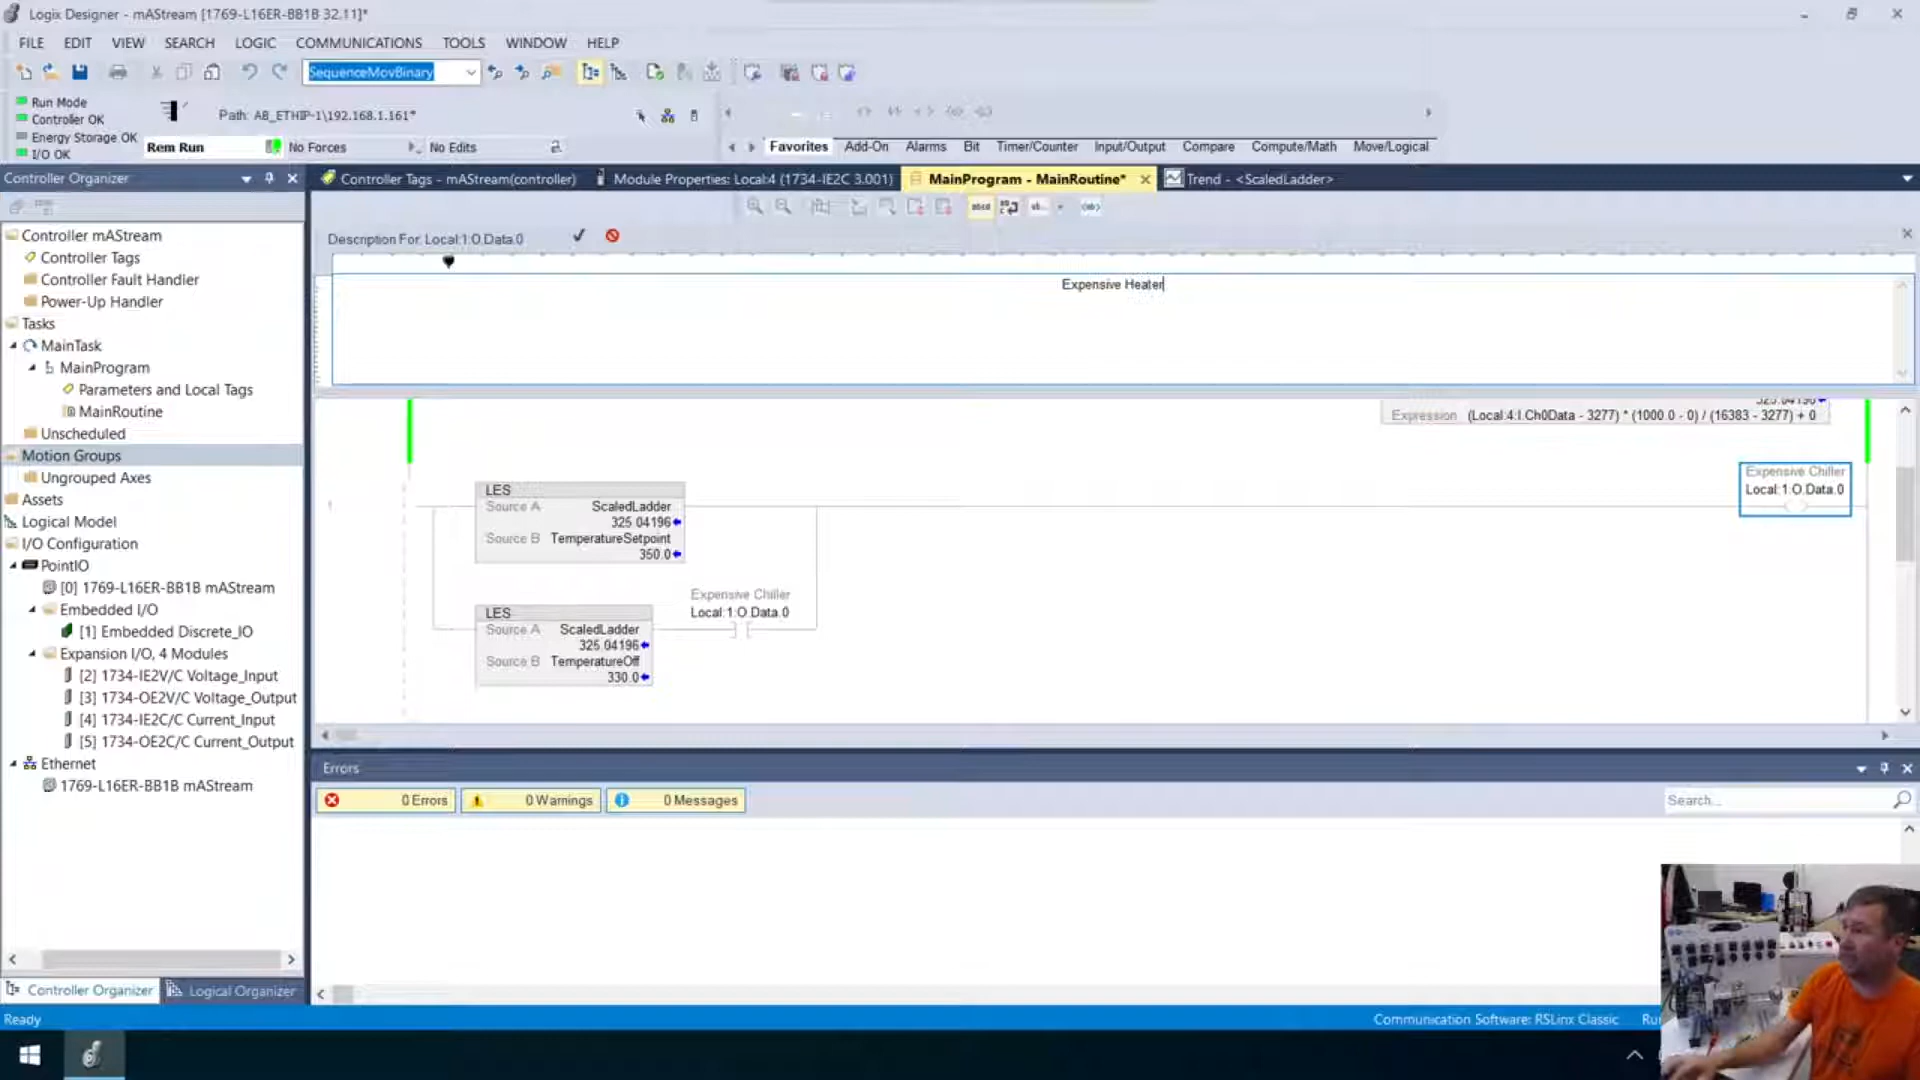 Logix Designer - mAStream [1769-L16ER-BB1B 32.11]*
FILE EDIT VIEW SEARCH LOGIC COMMUNICATIONS TOOLS WINDOW HELP
SequenceMovBinary
Run Mode
Controller OK
Energy Storage OK
I/O OK
Path: AB_ETHIP-1\192.168.1.161*
Rem Run No Forces No Edits
Favorites Add-On Alarms Bit Timer/Counter Input/Output Compare Compute/Math Move/Logical
Controller Organizer
Controller Tags - mAStream(controller) Module Properties: Local:4 (1734-IE2C 3.001) MainProgram - MainRoutine* Trend - <ScaledLadder>
Controller mAStream
Controller Tags
Controller Fault Handler
Power-Up Handler
Tasks
MainTask
MainProgram
Parameters and Local Tags
MainRoutine
Unscheduled
Motion Groups
Ungrouped Axes
Assets
Logical Model
I/O Configuration
PointIO
[0] 1769-L16ER-BB1B mAStream
Embedded I/O
[1] Embedded Discrete_IO
Expansion I/O, 4 Modules
[2] 1734-IE2V/C Voltage_Input
[3] 1734-OE2V/C Voltage_Output
[4] 1734-IE2C/C Current_Input
[5] 1734-OE2C/C Current_Output
Ethernet
1769-L16ER-BB1B mAStream
Controller Organizer Logical Organizer
Description For: Local:1:O.Data.0
Expensive Heater
325.04196
Expression (Local:4:I.Ch0Data - 3277) * (1000.0 - 0) / (16383 - 3277) + 0
LES
Source A ScaledLadder
325.04196
Source B TemperatureSetpoint
350.0
Expensive Chiller
Local:1:O.Data.0
LES
Source A ScaledLadder
325.04196
Source B TemperatureOff
330.0
Expensive Chiller
Local:1:O.Data.0
Errors
0 Errors 0 Warnings 0 Messages
Search...
Ready
Communication Software: RSLinx Classic